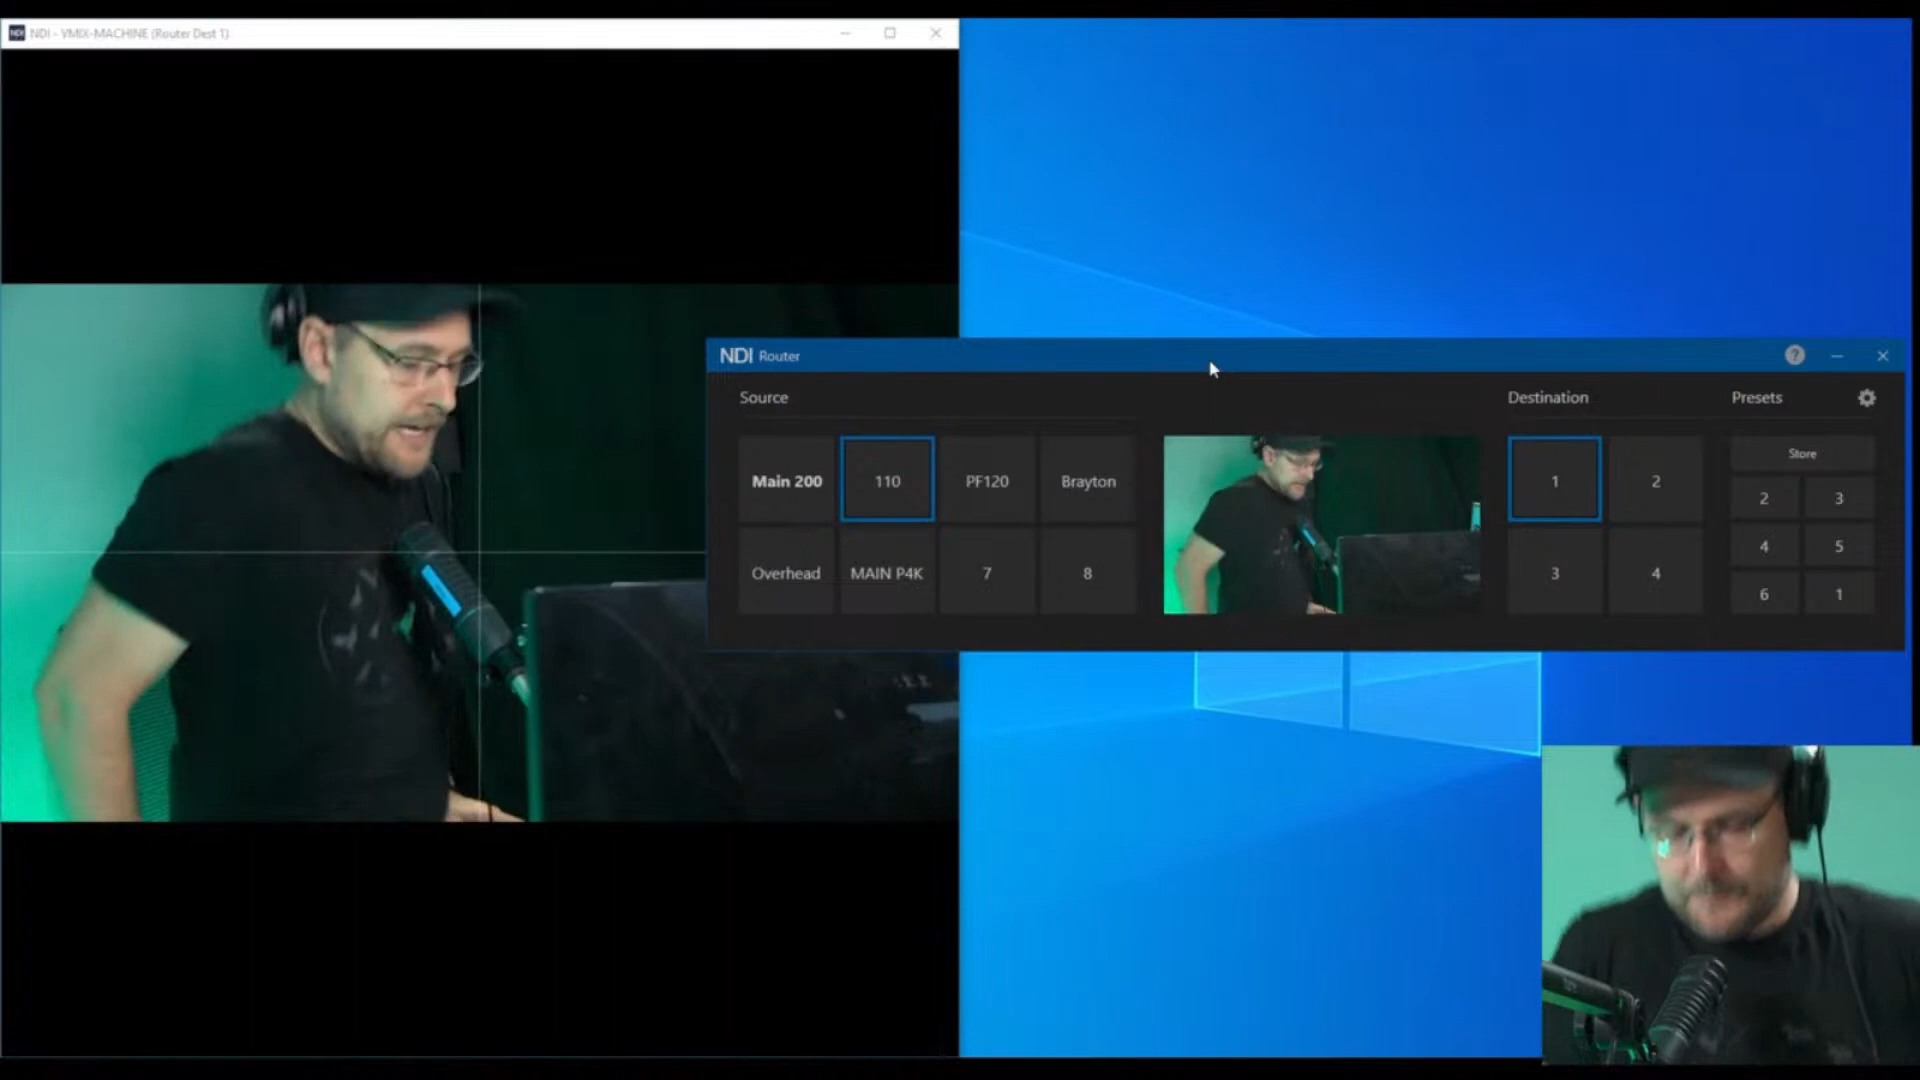 NDI NDI - VMIX-MACHINE (Router Dest 1)
NDI Router
?
Source
Destination
Presets
Main 200
110
PF120
Brayton
Overhead
MAIN P4K
7
8
1
2
3
4
Store
2
3
4
5
6
1